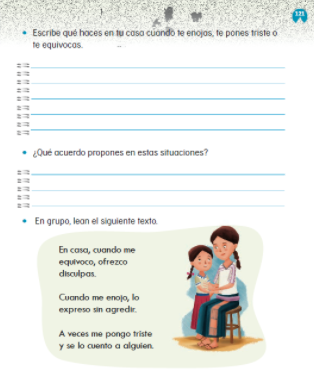 121
Escribe qué haces en tu casa cuando te enojas, te pones triste o
te equivocas.
¿Qué acuerdo propones en estas situaciones?
En grupo, lean el siguiente texto.
En casa, cuando me
equivoco, ofrezco
disculpas.
Cuando me enojo, lo
expreso sin agredir.
A veces me pongo triste
y se lo cuento a alguien.